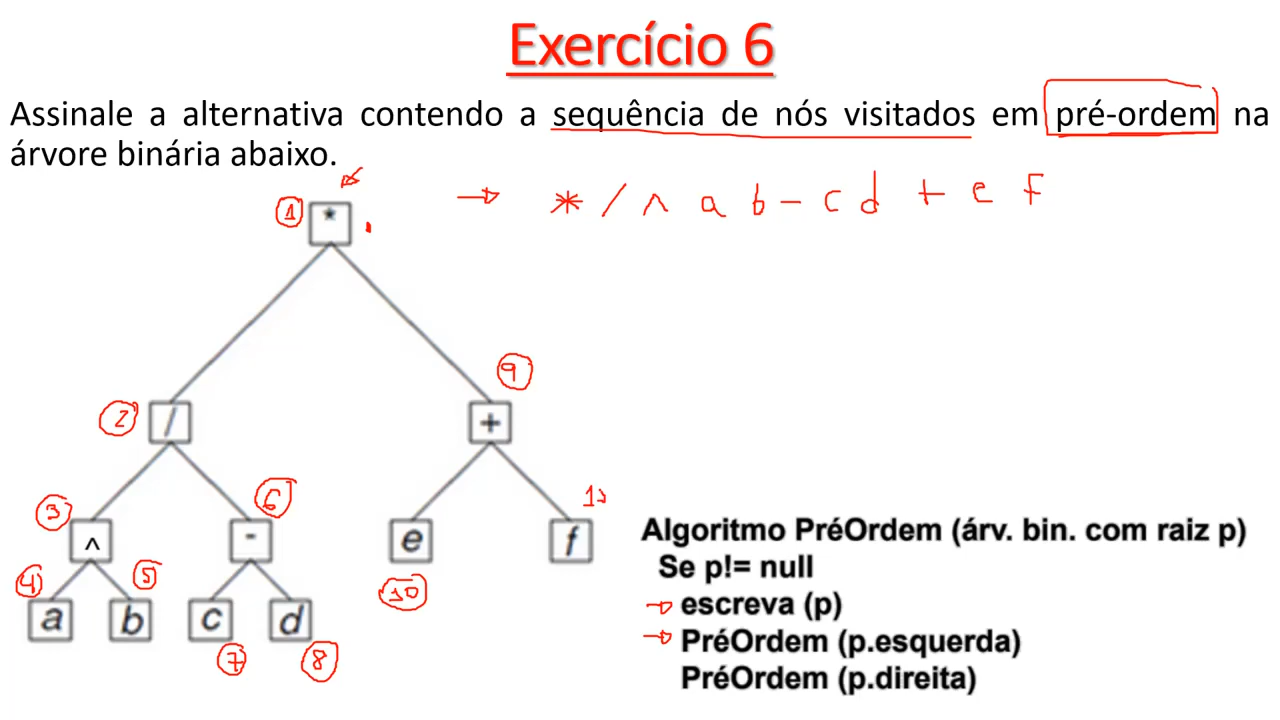 Exercício 6
Assinale a alternativa contendo a sequência de nós visitados em pré-ordem na
árvore binária abaixo.
→ * / ^ a b - c d + e f
1 *
9
2 / +
3 6 1
^ - e f
4 5 10
a b c d
7 8
Algoritmo PréOrdem (árv. bin. com raiz p)
Se p!= null
→ escreva (p)
→ PréOrdem (p.esquerda)
PréOrdem (p.direita)